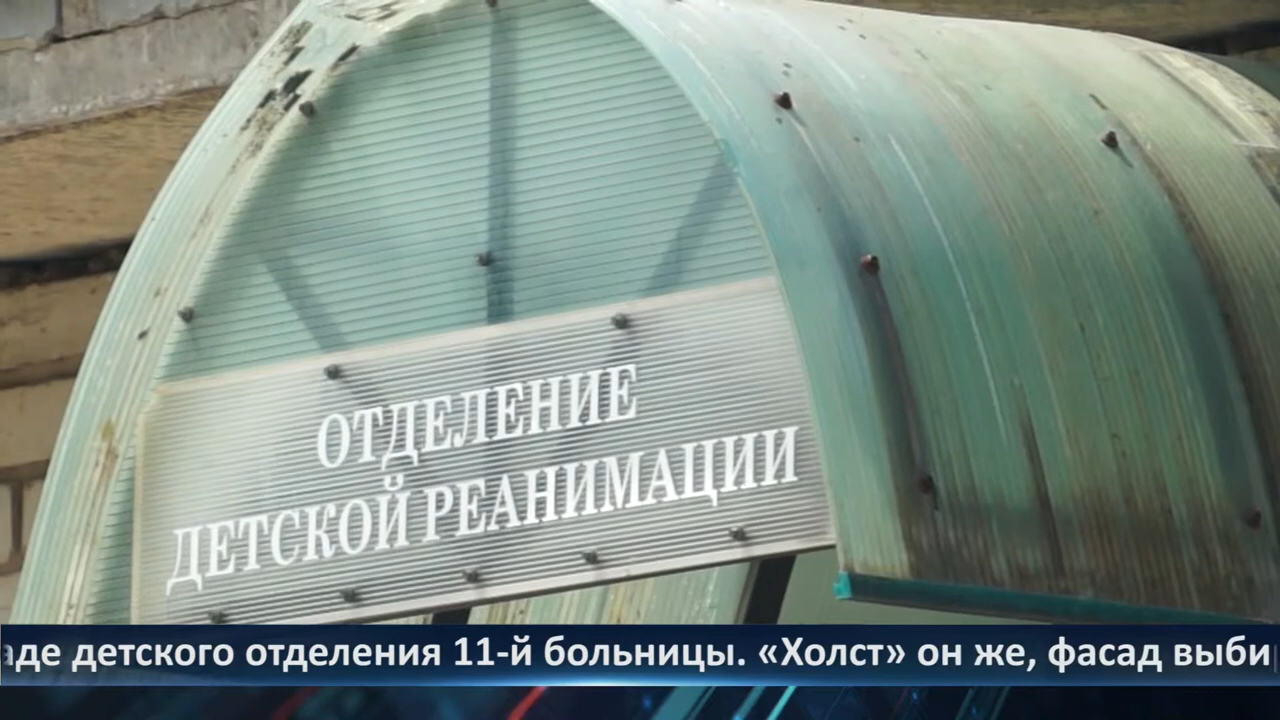 ОТДЕЛЕНИЕ
ДЕТСКОЙ РЕАНИМАЦИИ
детского отделения 11-й больницы. «Холст» он же, фасад